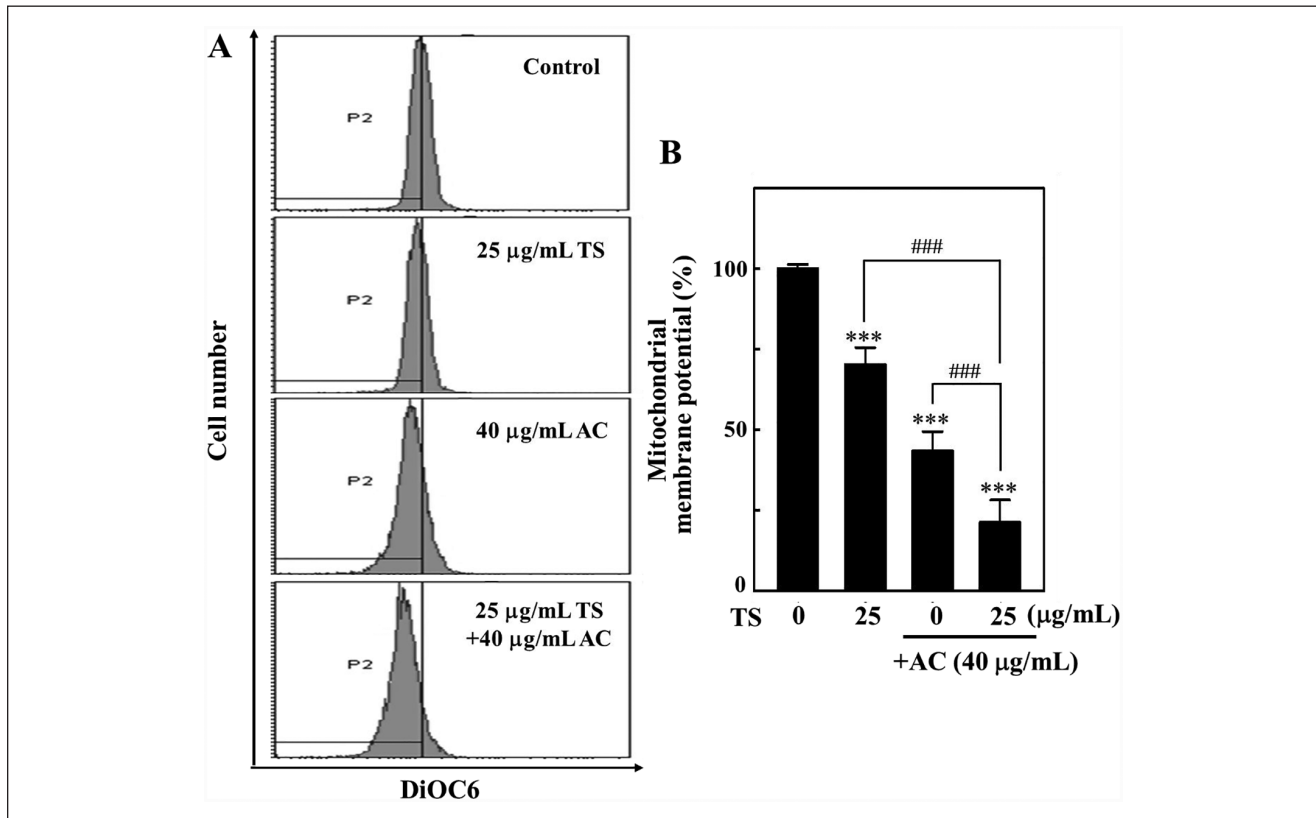 A
Control
P2
25 μg/mL TS
P2
40 μg/mL AC
P2
25 μg/mL TS
+40 μg/mL AC
P2
Cell number
DiOC6
B
Mitochondrial
membrane potential (%)
100
50
0
###
###
***
***
***
TS 0 25 0 25 (μg/mL)
+AC (40 μg/mL)